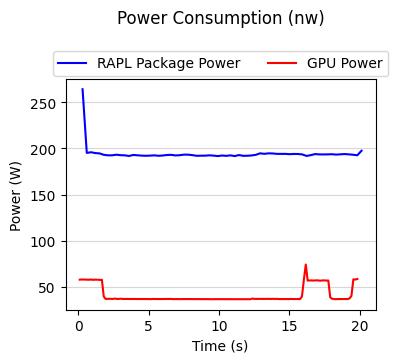 Power Consumption (nw)
RAPL Package Power GPU Power
250
200
150
100
50
Power (W)
0 5 10 15 20
Time (s)